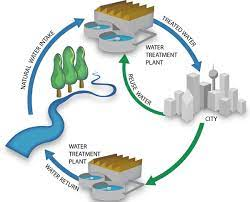 NATURAL WATER INTAKE
TREATED WATER
WATER
TREATMENT
PLANT
REUSE WATER
CITY
WATER
TREATMENT
PLANT
WATER RETURN